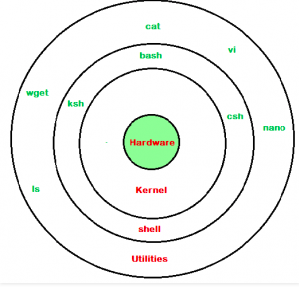 cat
vi
bash
wget
ksh
csh
nano
Hardware
ls
Kernel
shell
Utilities